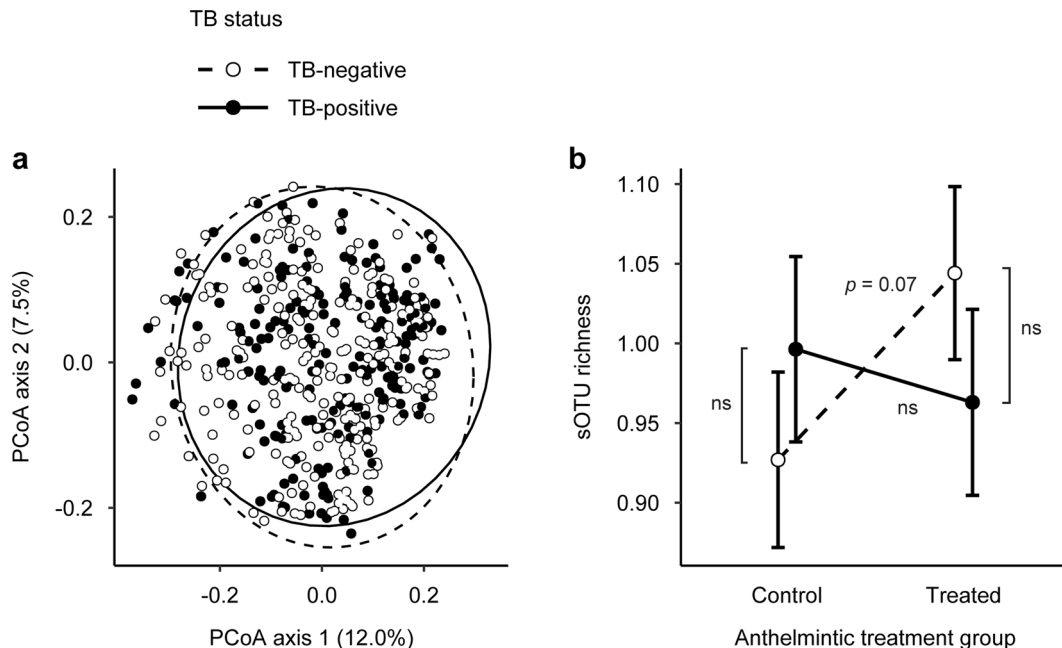 TB status
TB-negative
TB-positive
a
PCoA axis 2 (7.5%)
0.2
0.0
-0.2
-0.2
0.0
0.2
PCoA axis 1 (12.0%)
b
sOTU richness
1.10
1.05
1.00
0.95
0.90
ns
p = 0.07
ns
ns
Control
Treated
Anthelmintic treatment group